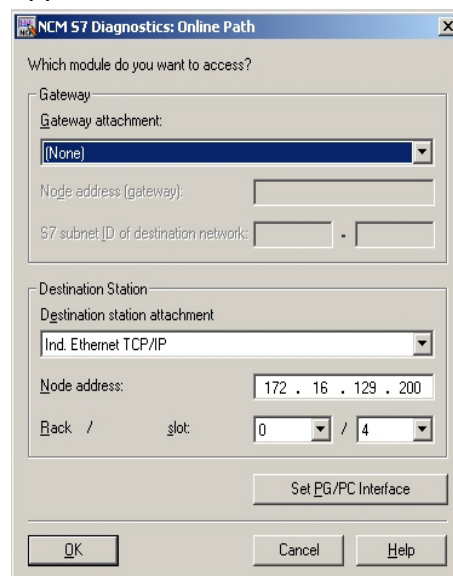 NCM S7 Diagnostics: Online Path
Which module do you want to access?
Gateway
Gateway attachment:
(None)
Node address (gateway):
S7 subnet ID of destination network: -
Destination Station
Destination station attachment
Ind. Ethernet TCP/IP
Node address: 172 . 16 . 129 . 200
Rack / slot: 0 / 4
Set PG/PC Interface
OK Cancel Help